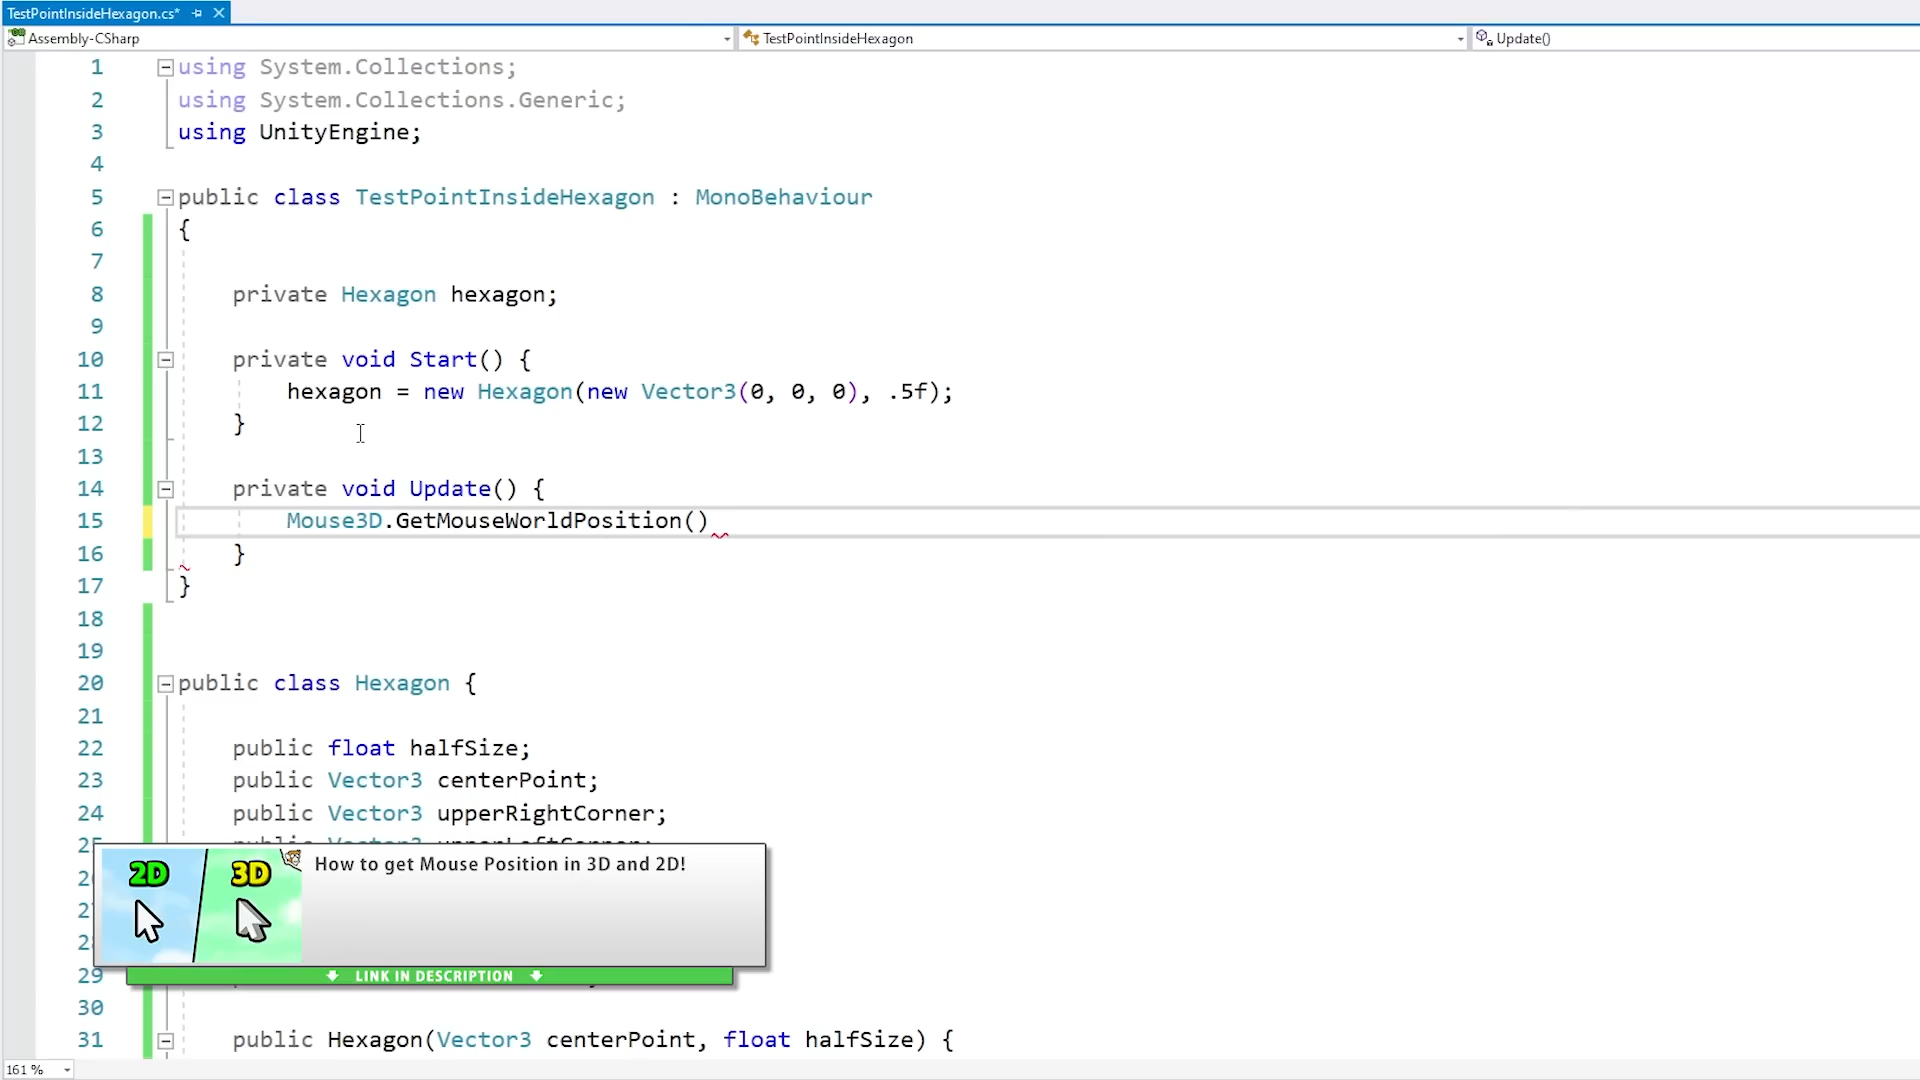 TestPointInsideHexagon.cs*
Assembly-CSharp
TestPointInsideHexagon
Update()
1 using System.Collections;
2 using System.Collections.Generic;
3 using UnityEngine;
4
5 public class TestPointInsideHexagon : MonoBehaviour
6 {
7
8 private Hexagon hexagon;
9
10 private void Start() {
11 hexagon = new Hexagon(new Vector3(0, 0, 0), .5f);
12 }
13
14 private void Update() {
15 Mouse3D.GetMouseWorldPosition()
16 }
17 }
18
19
20 public class Hexagon {
21
22 public float halfSize;
23 public Vector3 centerPoint;
24 public Vector3 upperRightCorner;
2D
3D
How to get Mouse Position in 3D and 2D!
29
LINK IN DESCRIPTION
30
31 public Hexagon(Vector3 centerPoint, float halfSize) {
161 %